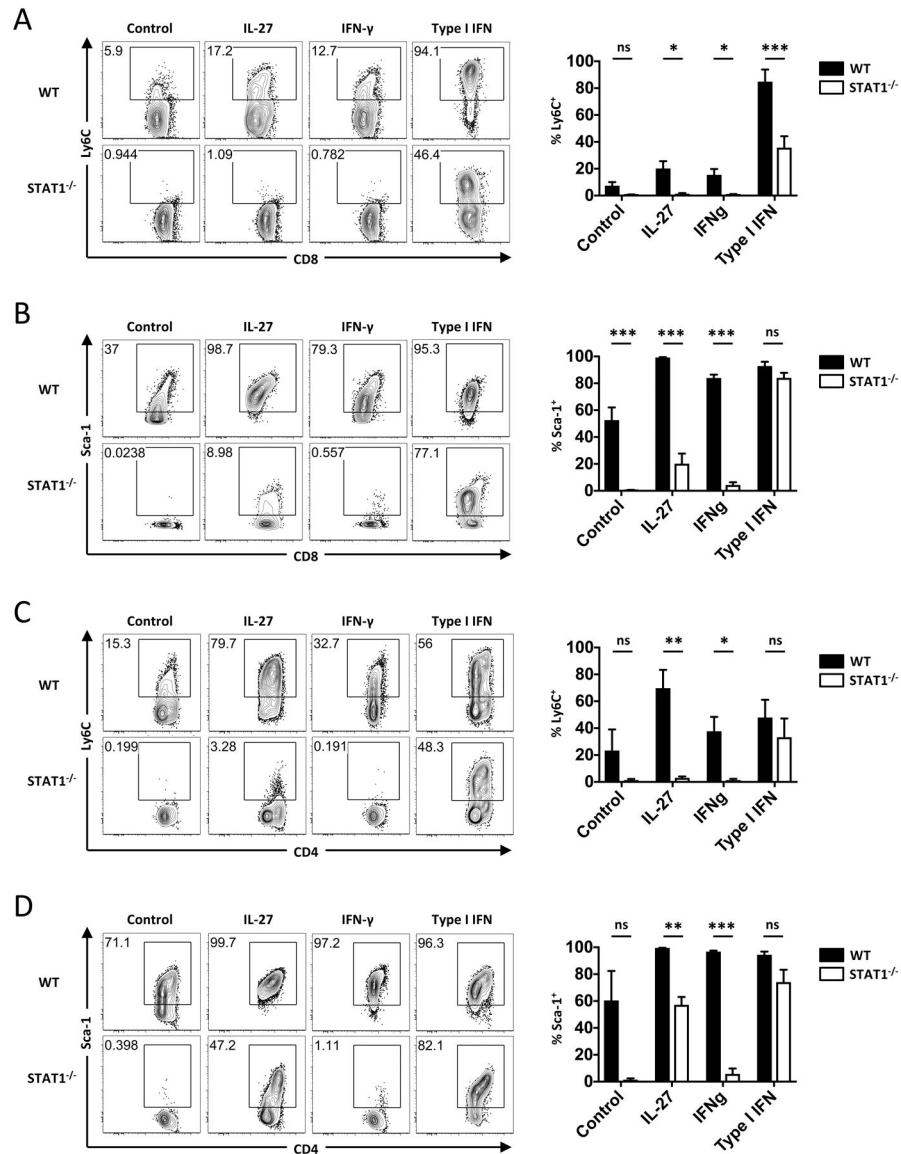 A
Control IL-27 IFN-γ Type I IFN
WT
5.9 17.2 12.7 94.1
Ly6C
STAT1-/-
0.944 1.09 0.782 46.4
CD8
ns * * ***
100
80
60
40
20
0
% Ly6C+
Control IL-27 IFNg Type I IFN
WT
STAT1-/-
B
Control IL-27 IFN-γ Type I IFN
WT
37 98.7 79.3 95.3
Sca-1
STAT1-/-
0.0238 8.98 0.557 77.1
CD8
*** *** *** ns
100
80
60
40
20
0
% Sca-1+
Control IL-27 IFNg Type I IFN
WT
STAT1-/-
C
Control IL-27 IFN-γ Type I IFN
WT
15.3 79.7 32.7 56
Ly6C
STAT1-/-
0.199 3.28 0.191 48.3
CD4
ns ** * ns
100
80
60
40
20
0
% Ly6C+
Control IL-27 IFNg Type I IFN
WT
STAT1-/-
D
Control IL-27 IFN-γ Type I IFN
WT
71.1 99.7 97.2 96.3
Sca-1
STAT1-/-
0.398 47.2 1.11 82.1
CD4
ns ** *** ns
100
80
60
40
20
0
% Sca-1+
Control IL-27 IFNg Type I IFN
WT
STAT1-/-